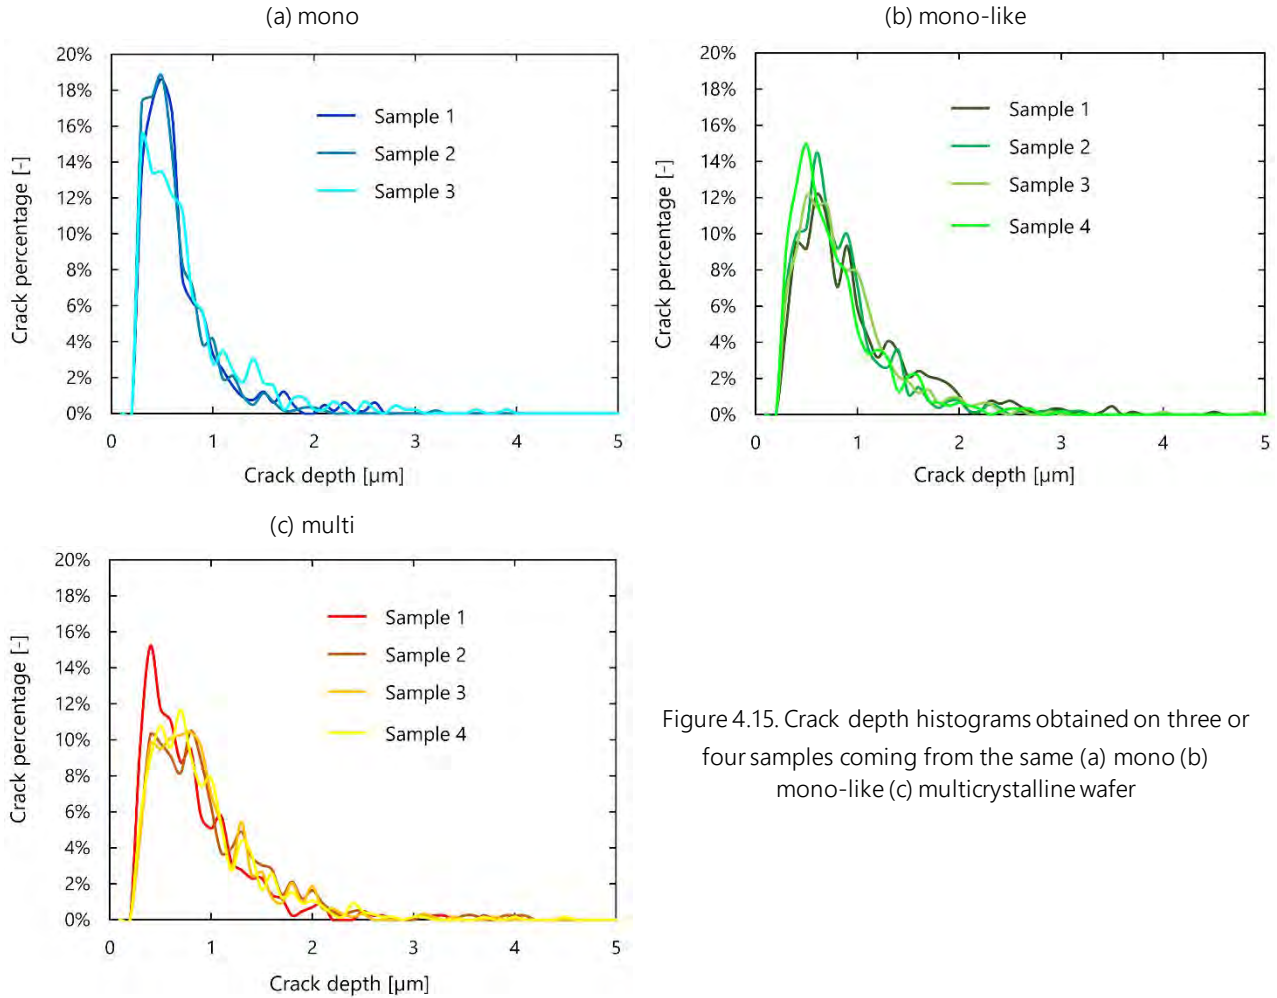 (a) mono
20%
18%
16%
14%
12%
10%
8%
6%
4%
2%
0%
Crack percentage [-]
Sample 1
Sample 2
Sample 3
0 1 2 3 4 5
Crack depth [µm]
(b) mono-like
20%
18%
16%
14%
12%
10%
8%
6%
4%
2%
0%
Crack percentage [-]
Sample 1
Sample 2
Sample 3
Sample 4
0 1 2 3 4 5
Crack depth [µm]
(c) multi
20%
18%
16%
14%
12%
10%
8%
6%
4%
2%
0%
Crack percentage [-]
Sample 1
Sample 2
Sample 3
Sample 4
0 1 2 3 4 5
Crack depth [µm]
Figure 4.15. Crack depth histograms obtained on three or
four samples coming from the same (a) mono (b)
mono-like (c) multicrystalline wafer